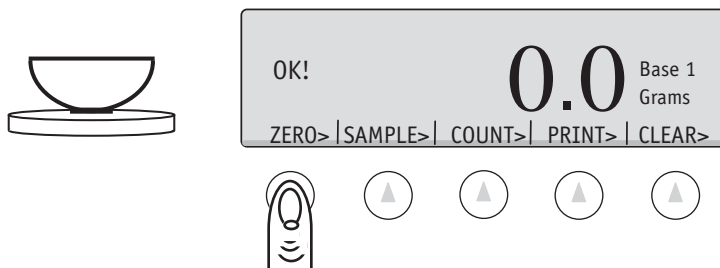 OK!
0.0
Base 1
Grams
ZERO>|SAMPLE>| COUNT>| PRINT>| CLEAR>